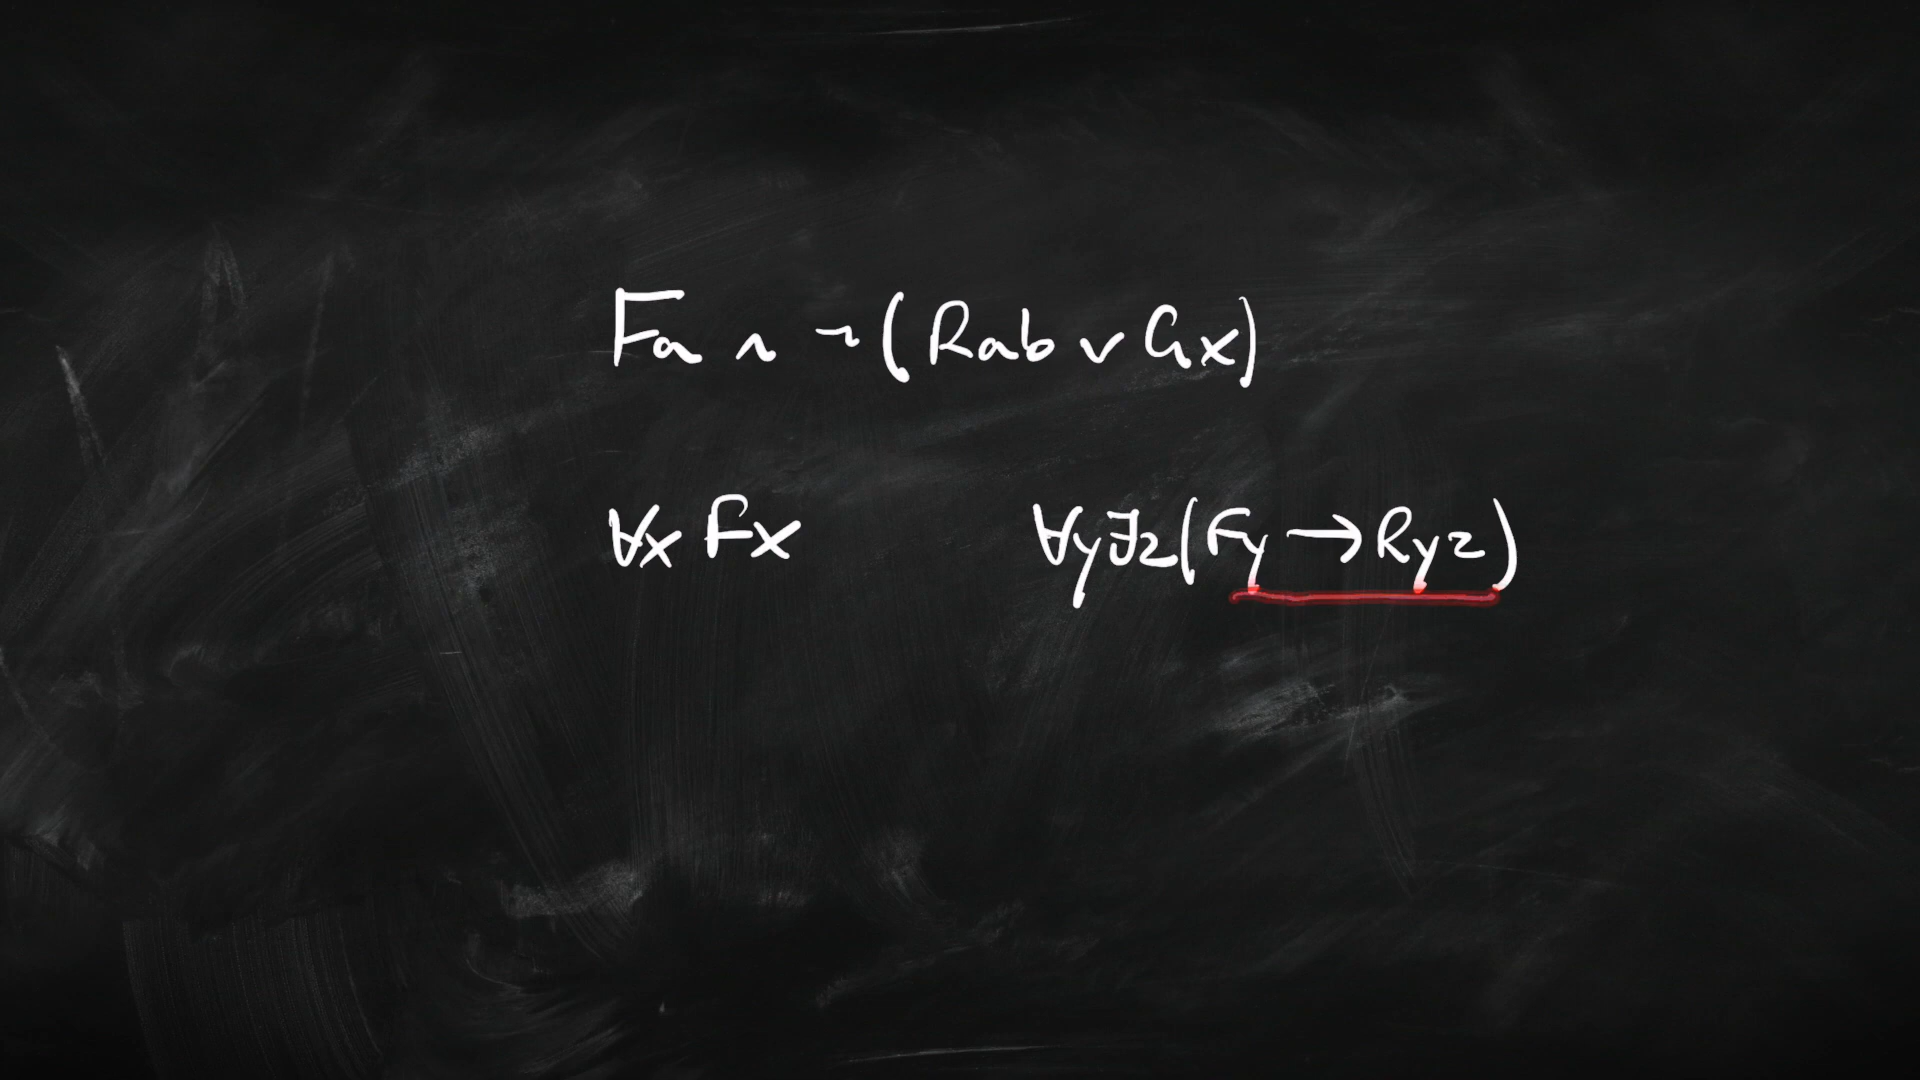 Fa ∧ ¬(Rab ∨ Gx)
∀x Fx ∀y∃z(Fy → Ryz)